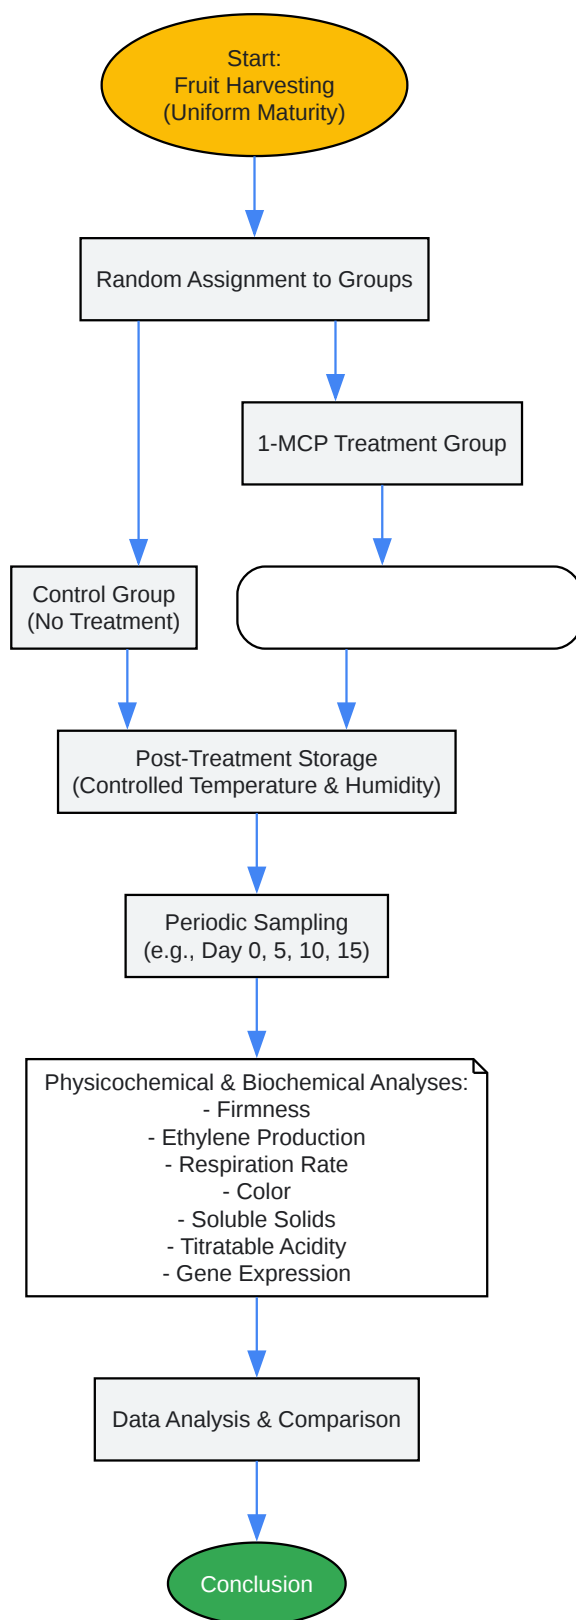 Start:
Fruit Harvesting
(Uniform Maturity)
Random Assignment to Groups
1-MCP Treatment Group
Control Group
(No Treatment)
Post-Treatment Storage
(Controlled Temperature & Humidity)
Periodic Sampling
(e.g., Day 0, 5, 10, 15)
Physicochemical & Biochemical Analyses:
- Firmness
- Ethylene Production
- Respiration Rate
- Color
- Soluble Solids
- Titratable Acidity
- Gene Expression
Data Analysis & Comparison
Conclusion